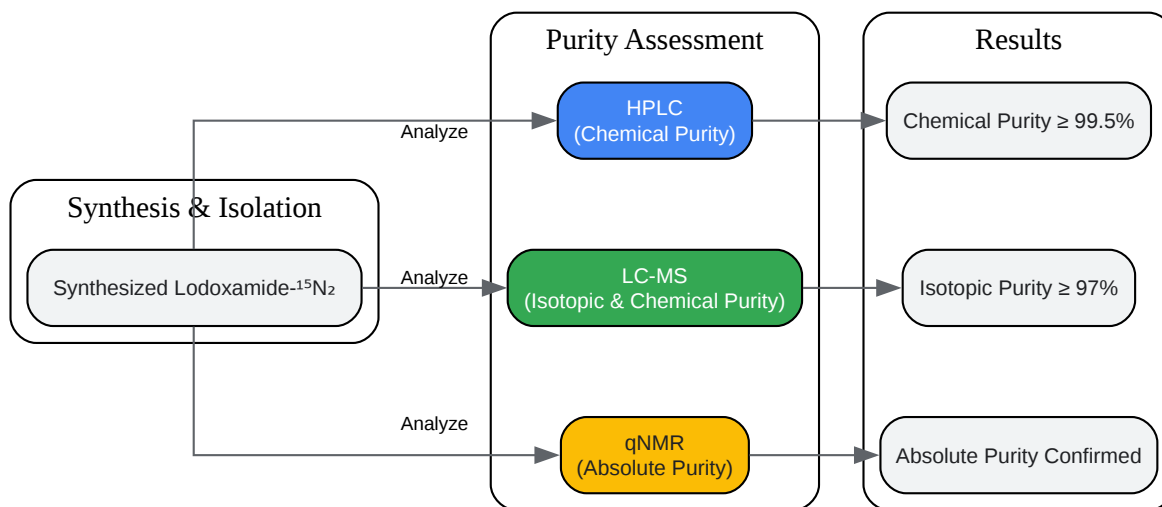 Purity Assessment
Results
HPLC
(Chemical Purity)
Chemical Purity ≥ 99.5%
Analyze
Synthesis & Isolation
Synthesized Lodoxamide-¹⁵N₂
Analyze
LC-MS
(Isotopic & Chemical Purity)
Isotopic Purity ≥ 97%
Analyze
qNMR
(Absolute Purity)
Absolute Purity Confirmed